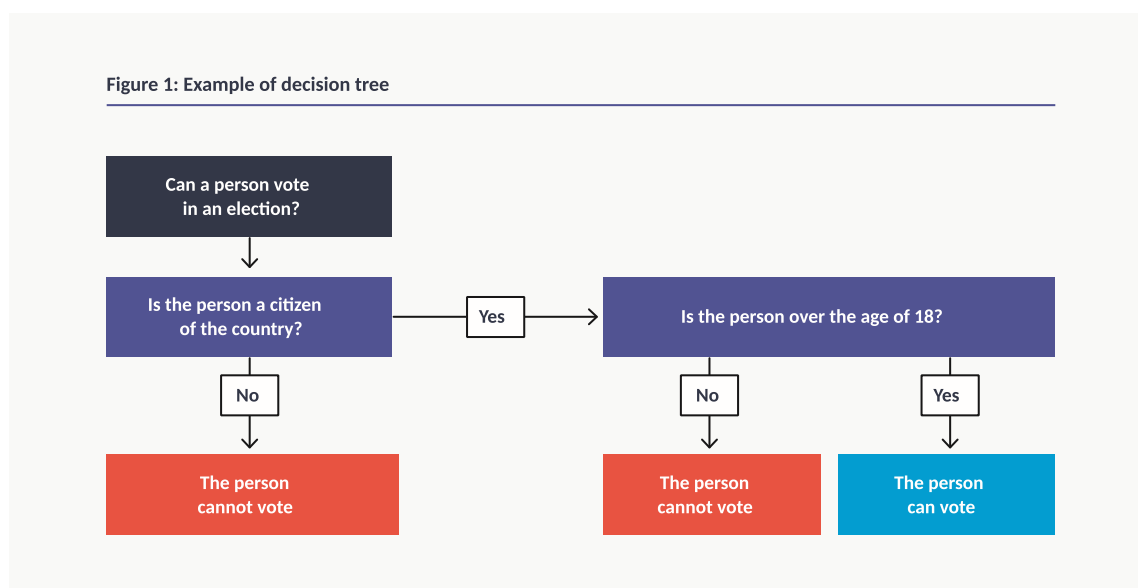 Figure 1: Example of decision tree
Can a person vote
in an election?
Is the person a citizen
of the country?
Yes
Is the person over the age of 18?
No
No
Yes
The person
cannot vote
The person
cannot vote
The person
can vote